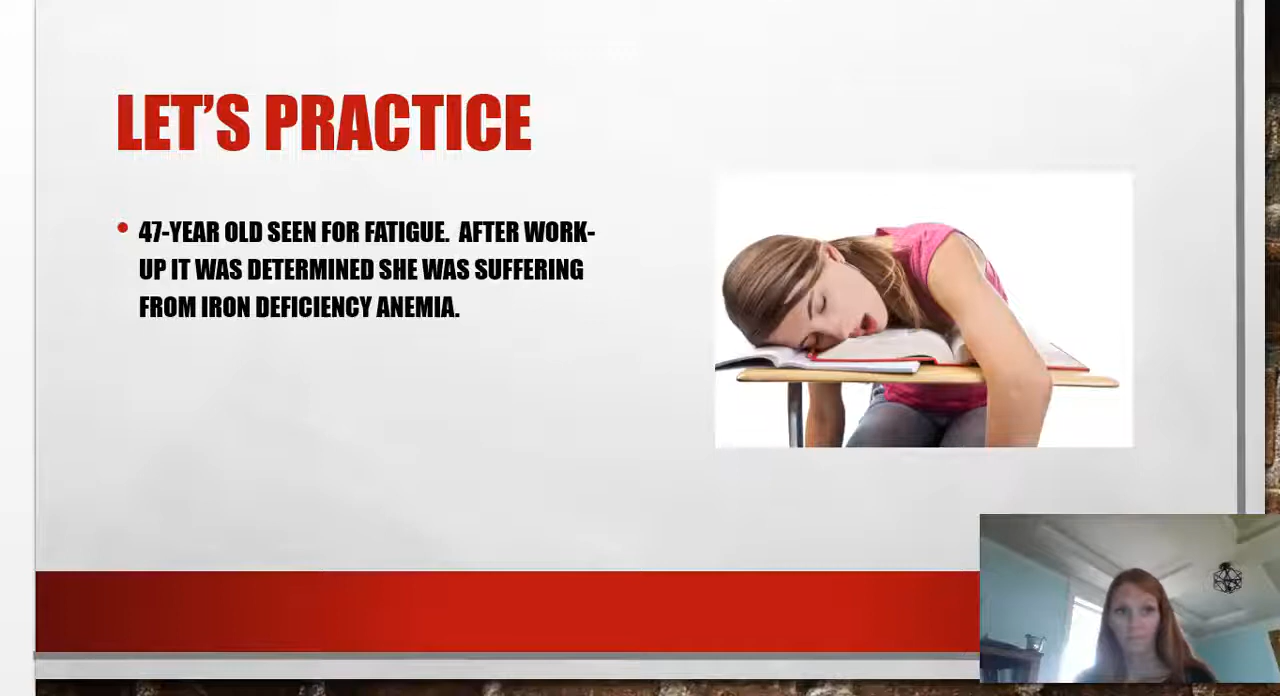 LET'S PRACTICE
• 47-YEAR OLD SEEN FOR FATIGUE. AFTER WORK-
UP IT WAS DETERMINED SHE WAS SUFFERING
FROM IRON DEFICIENCY ANEMIA.